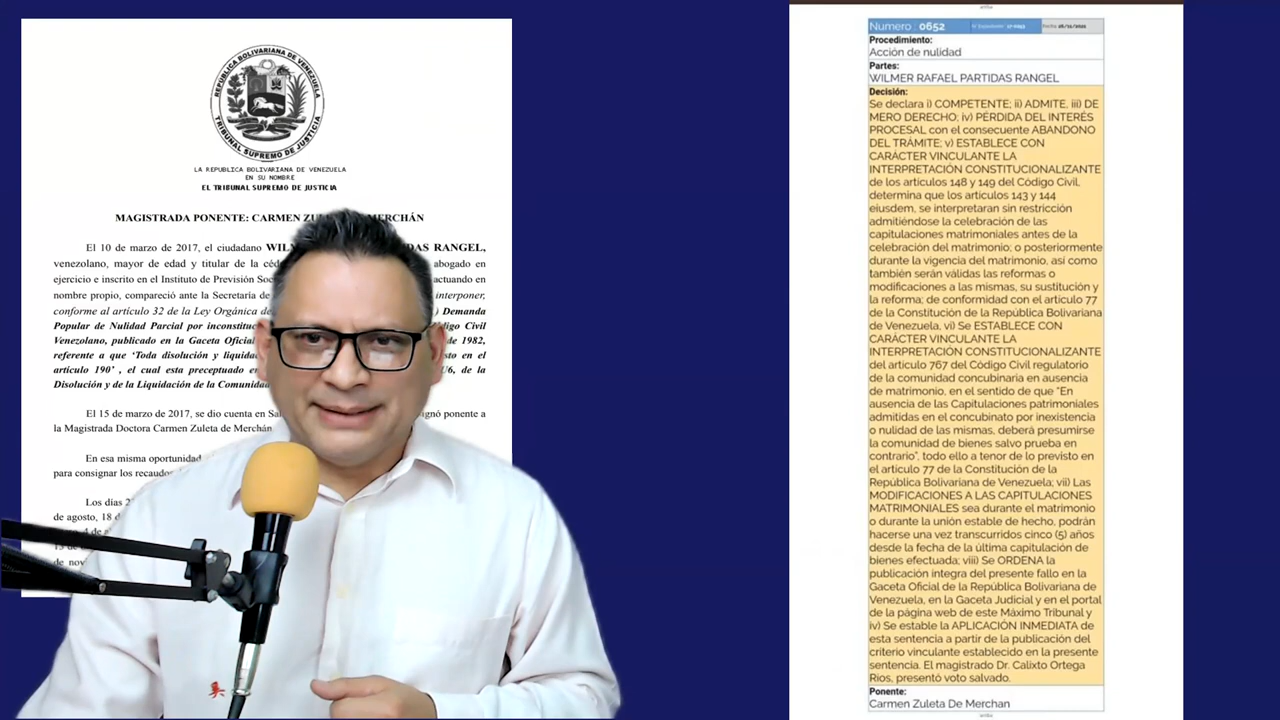 REPUBLICA BOLIVARIANA DE VENEZUELA
TRIBUNAL SUPREMO DE JUSTICIA
LA REPUBLICA BOLIVARIANA DE VENEZUELA
EN SU NOMBRE
EL TRIBUNAL SUPREMO DE JUSTICIA
MAGISTRADA PONENTE: CARMEN MERCHÁN
El 10 de marzo de 2017, el ciudadano RANGEL,
venezolano, mayor de edad y titular de la abogado en
ejercicio e inscrito en el Instituto de Previsión actuando en
nombre propio, compareció ante la Secretaría de interponer,
conforme al artículo 32 de la Ley Orgánica ) Demanda
Popular de Nulidad Parcial por Civil
Venezolano, publicado en la Gaceta Oficial de 1982,
referente a que ‘Toda disolución y en el
artículo 190’ , el cual esta preceptuado de la
Disolución y de la Liquidación de la
El 15 de marzo de 2017, se dio cuenta en ponente a
la Magistrada Doctora Carmen Zuleta de Merchán
En esa misma oportunidad
para consignar los
Los días
de agosto, 18
de
Numero : 0652 N° Expediente : 17-0293 Fecha: 26/11/2021
Procedimiento:
Acción de nulidad
Partes:
WILMER RAFAEL PARTIDAS RANGEL
Decisión:
Se declara i) COMPETENTE; ii) ADMITE, iii) DE
MERO DERECHO; iv) PÉRDIDA DEL INTERÉS
PROCESAL con el consecuente ABANDONO
DEL TRÁMITE; v) ESTABLECE CON
CARÁCTER VINCULANTE LA
INTERPRETACIÓN CONSTITUCIONALIZANTE
de los artículos 148 y 149 del Código Civil,
determina que los artículos 143 y 144
eiusdem, se interpretaran sin restricción
admitiéndose la celebración de las
capitulaciones matrimoniales antes de la
celebración del matrimonio; o posteriormente
durante la vigencia del matrimonio, así como
también serán válidas las reformas o
modificaciones a las mismas, su sustitución y
la reforma; de conformidad con el artículo 77
de la Constitución de la República Bolivariana
de Venezuela, vi) Se ESTABLECE CON
CARÁCTER VINCULANTE LA
INTERPRETACIÓN CONSTITUCIONALIZANTE
del artículo 767 del Código Civil regulatorio
de la comunidad concubinaria en ausencia
de matrimonio, en el sentido de que "En
ausencia de las Capitulaciones patrimoniales
admitidas en el concubinato por inexistencia
o nulidad de las mismas, deberá presumirse
la comunidad de bienes salvo prueba en
contrario", todo ello a tenor de lo previsto en
el artículo 77 de la Constitución de la
República Bolivariana de Venezuela; vii) Las
MODIFICACIONES A LAS CAPITULACIONES
MATRIMONIALES sea durante el matrimonio
o durante la unión estable de hecho, podrán
hacerse una vez transcurridos cinco (5) años
desde la fecha de la última capitulación de
bienes efectuada; viii) Se ORDENA la
publicación integra del presente fallo en la
Gaceta Oficial de la República Bolivariana de
Venezuela, en la Gaceta Judicial y en el portal
de la página web de este Máximo Tribunal y
iv) Se estable la APLICACIÓN INMEDIATA de
esta sentencia a partir de la publicación del
criterio vinculante establecido en la presente
sentencia. El magistrado Dr. Calixto Ortega
Rios, presentó voto salvado.
Ponente:
Carmen Zuleta De Merchan